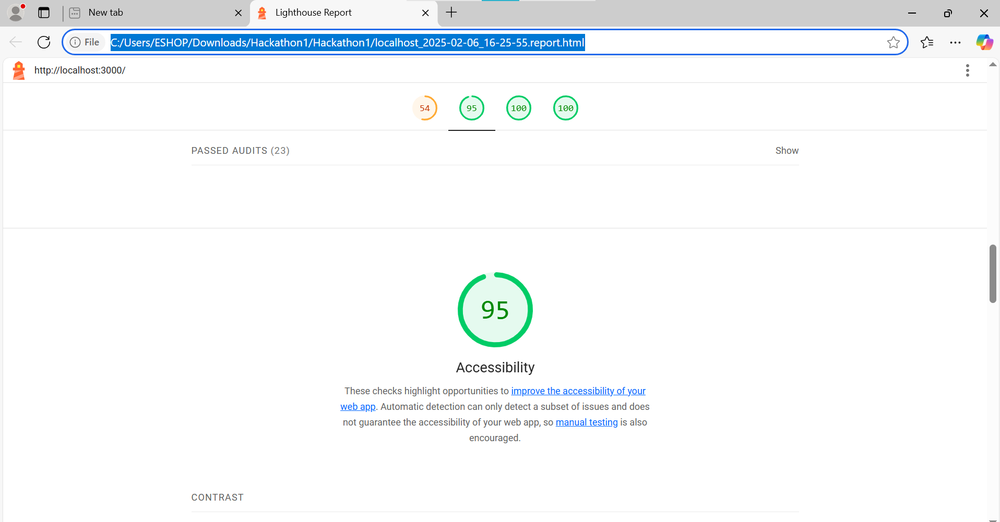 New tab
Lighthouse Report
File
C:/Users/ESHOP/Downloads/Hackathon1/Hackathon1/localhost_2025-02-06_16-25-55.report.html
http://localhost:3000/
54
95
100
100
PASSED AUDITS (23)
Show
95
Accessibility
These checks highlight opportunities to improve the accessibility of your
web app. Automatic detection can only detect a subset of issues and does
not guarantee the accessibility of your web app, so manual testing is also
encouraged.
CONTRAST